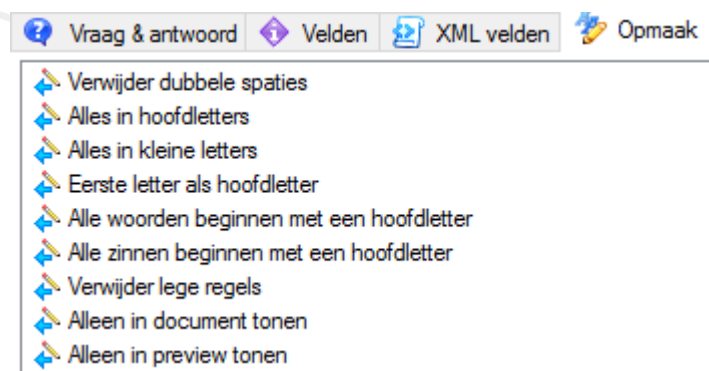 Vraag & antwoord Velden XML velden Opmaak
Verwijder dubbele spaties
Alles in hoofdletters
Alles in kleine letters
Eerste letter als hoofdletter
Alle woorden beginnen met een hoofdletter
Alle zinnen beginnen met een hoofdletter
Verwijder lege regels
Alleen in document tonen
Alleen in preview tonen